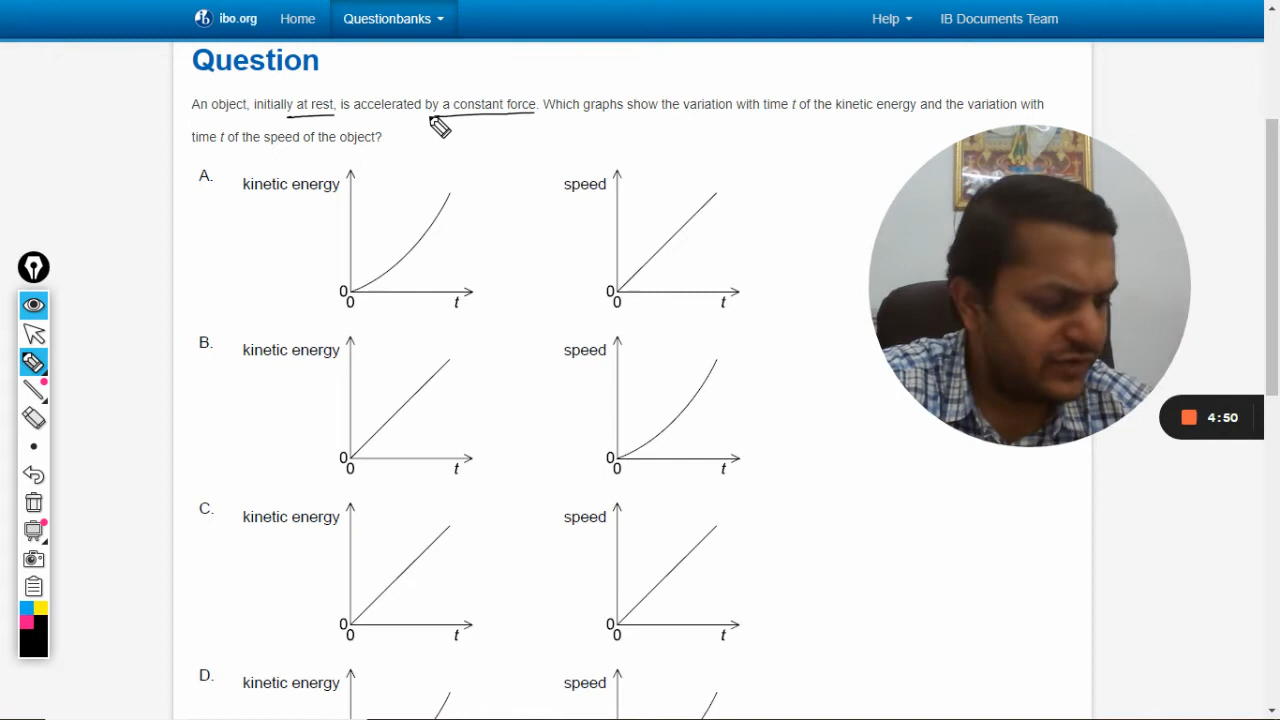 ibo.org Home Questionbanks Help IB Documents Team
Question
An object, initially at rest, is accelerated by a constant force. Which graphs show the variation with time t of the kinetic energy and the variation with
time t of the speed of the object?
A. kinetic energy speed
0 0
0 t 0 t
B. kinetic energy speed
0 0
0 t 0 t
4:50
C. kinetic energy speed
0 0
0 t 0 t
D. kinetic energy speed